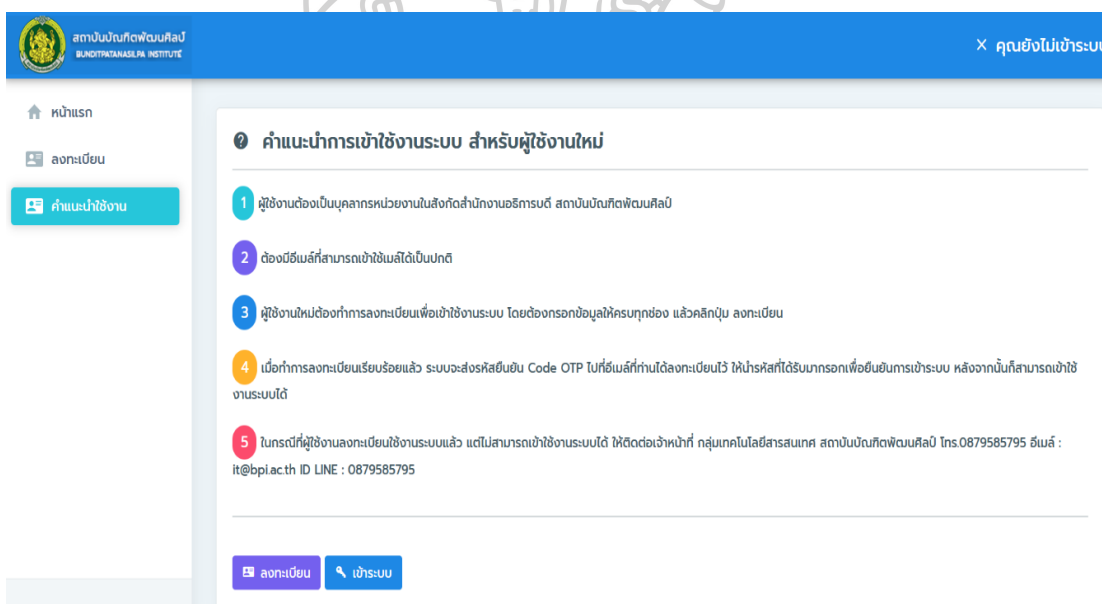 สถาบันบัณฑิตพัฒนศิลป์
BUNDITPATANASILPA INSTITUTE
× คุณยังไม่เข้าระบบ
หน้าแรก
ลงทะเบียน
คำแนะนำใช้งาน
คำแนะนำการเข้าใช้งานระบบ สำหรับผู้ใช้งานใหม่
1 ผู้ใช้งานต้องเป็นบุคลากรหน่วยงานในสังกัดสำนักงานอธิการบดี สถาบันบัณฑิตพัฒนศิลป์
2 ต้องมีอีเมล์ที่สามารถเข้าใช้เมล์ได้เป็นปกติ
3 ผู้ใช้งานใหม่ต้องทำการลงทะเบียนเพื่อเข้าใช้งานระบบ โดยต้องกรอกข้อมูลให้ครบทุกช่อง แล้วคลิกปุ่ม ลงทะเบียน
4 เมื่อทำการลงทะเบียนเรียบร้อยแล้ว ระบบจะส่งรหัสยืนยัน Code OTP ไปที่อีเมล์ที่ท่านได้ลงทะเบียนไว้ ให้นำรหัสที่ได้รับมากรอกเพื่อยืนยันการเข้าระบบ หลังจากนั้นก็สามารถเข้าใช้
งานระบบได้
5 ในกรณีที่ผู้ใช้งานลงทะเบียนใช้งานระบบแล้ว แต่ไม่สามารถเข้าใช้งานระบบได้ ให้ติดต่อเจ้าหน้าที่ กลุ่มเทคโนโลยีสารสนเทศ สถาบันบัณฑิตพัฒนศิลป์ โทร.0879585795 อีเมล์ :
it@bpi.ac.th ID LINE : 0879585795
ลงทะเบียน
เข้าระบบ